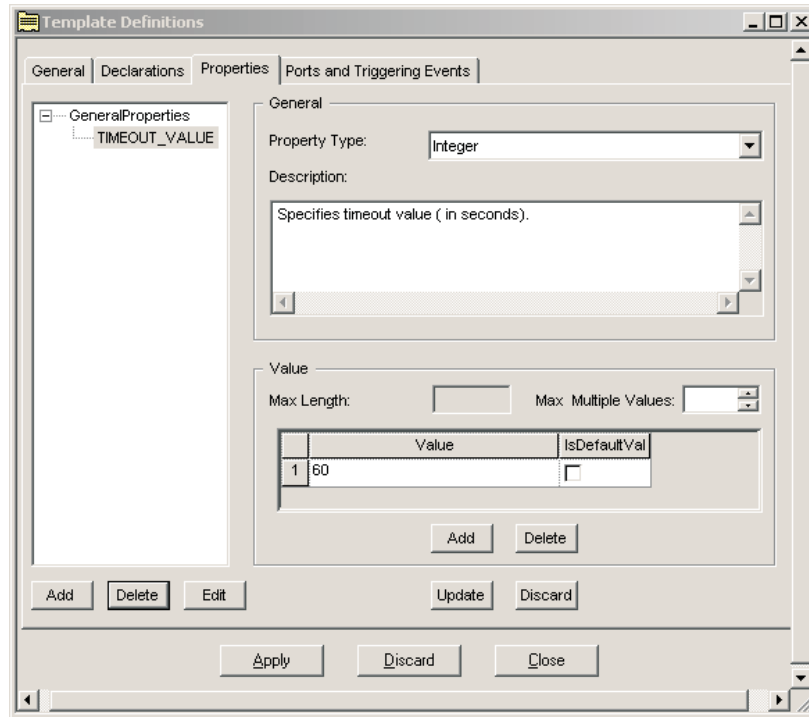 Template Definitions
General Declarations Properties Ports and Triggering Events
GeneralProperties
TIMEOUT_VALUE
General
Property Type: Integer
Description:
Specifies timeout value ( in seconds).
Value
Max Length: Max Multiple Values:
Value IsDefaultVal
1 60
Add Delete
Add Delete Edit Update Discard
Apply Discard Close